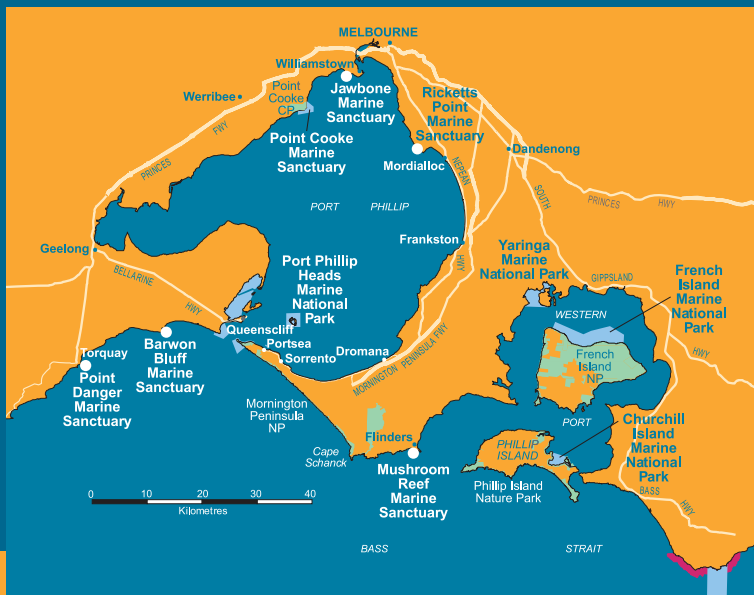 MELBOURNE
Williamstown
Werribee
Point
Cooke
CP
Jawbone
Marine
Sanctuary
Ricketts
Point
Marine
Sanctuary
Point Cooke
Marine
Sanctuary
Mordialloc
Dandenong
PRINCES
FWY
NEPEAN
HWY
SOUTH
GIPPSLAND
HWY
PRINCES
HWY
PORT
PHILLIP
Geelong
BELLARINE
HWY
Frankston
Port Phillip
Heads
Marine
National
Park
Yaringa
Marine
National Park
French
Island
Marine
National
Park
WESTERN
French
Island
NP
Queenscliff
Portsea
Sorrento
Dromana
MORNINGTON PENINSULA FWY
Torquay
Barwon
Bluff
Marine
Sanctuary
Point
Danger
Marine
Sanctuary
Mornington
Peninsula
NP
Cape
Schanck
Flinders
Mushroom
Reef
Marine
Sanctuary
PORT
PHILLIP
ISLAND
Churchill
Island
Marine
National
Park
Phillip Island
Nature Park
BASS
HWY
0 10 20 30 40
Kilometres
BASS
STRAIT